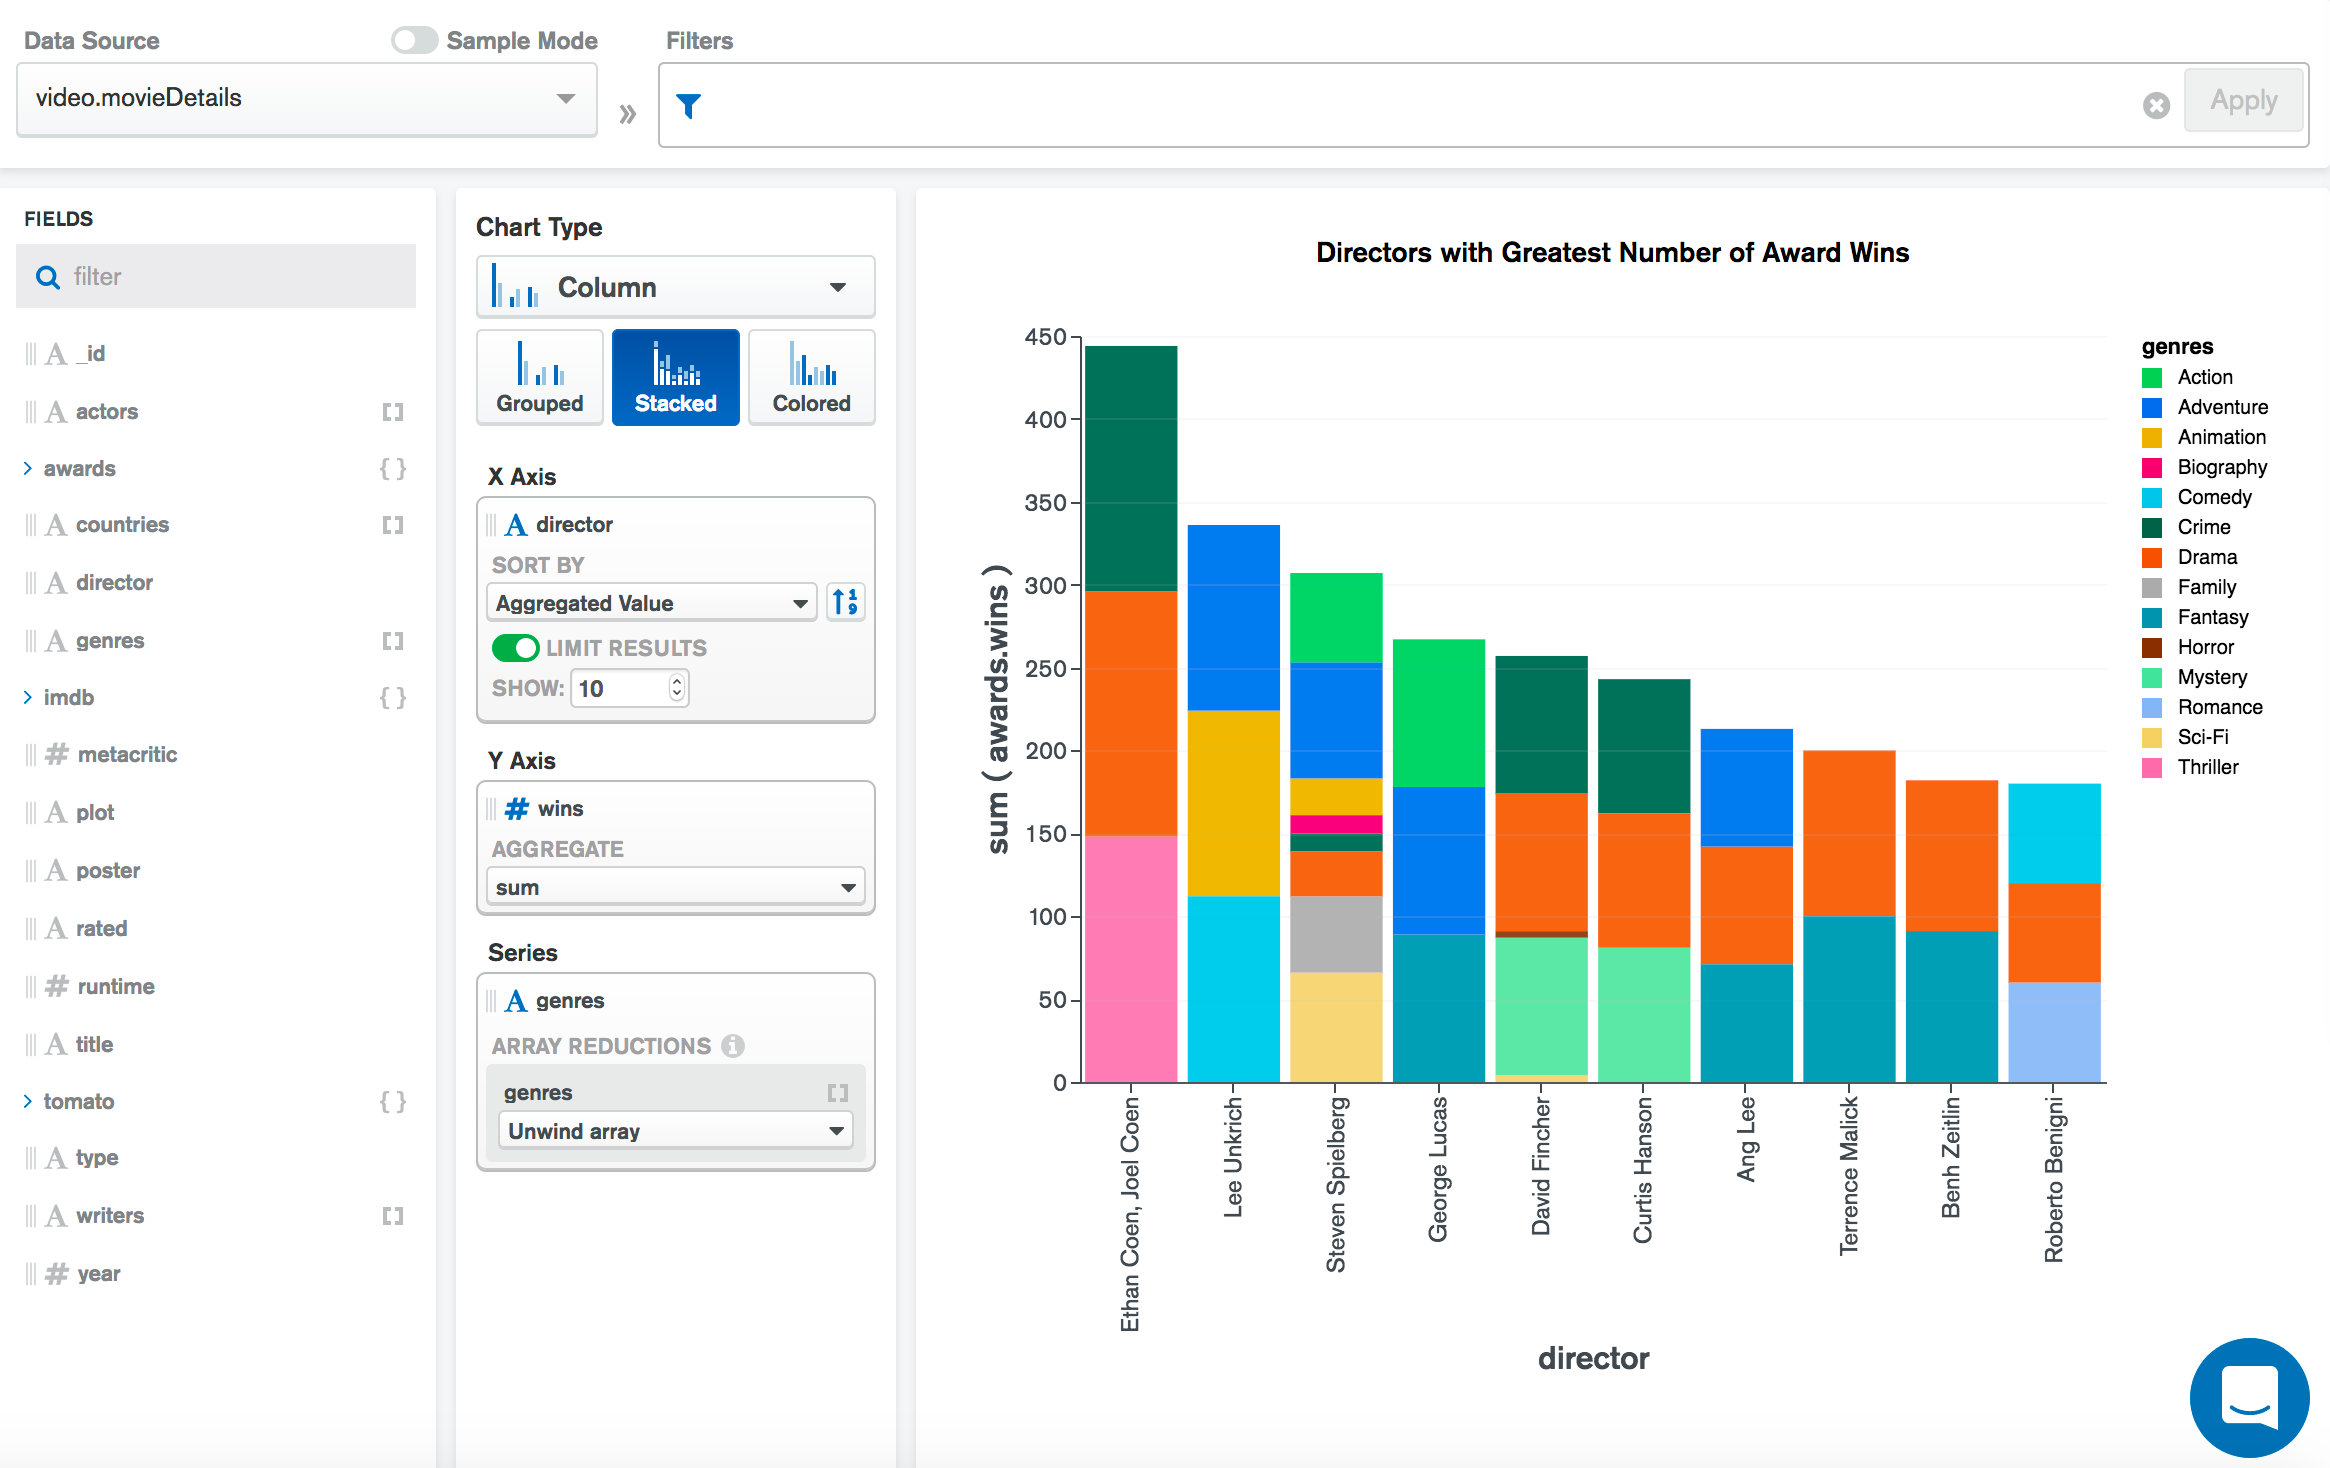 Data Source
Sample Mode
Filters
video.movieDetails
»
Apply
FIELDS
filter
A _id
A actors [ ]
awards { }
A countries [ ]
A director
A genres [ ]
imdb { }
# metacritic
A plot
A poster
A rated
# runtime
A title
tomato { }
A type
A writers [ ]
# year
Chart Type
Column
Grouped
Stacked
Colored
X Axis
A director
SORT BY
Aggregated Value
1
9
LIMIT RESULTS
SHOW: 10
Y Axis
# wins
AGGREGATE
sum
Series
A genres
ARRAY REDUCTIONS i
genres [ ]
Unwind array
Directors with Greatest Number of Award Wins
sum ( awards.wins )
450
400
350
300
250
200
150
100
50
0
Ethan Coen, Joel Coen
Lee Unkrich
Steven Spielberg
George Lucas
David Fincher
Curtis Hanson
Ang Lee
Terrence Malick
Benh Zeitlin
Roberto Benigni
director
genres
Action
Adventure
Animation
Biography
Comedy
Crime
Drama
Family
Fantasy
Horror
Mystery
Romance
Sci-Fi
Thriller